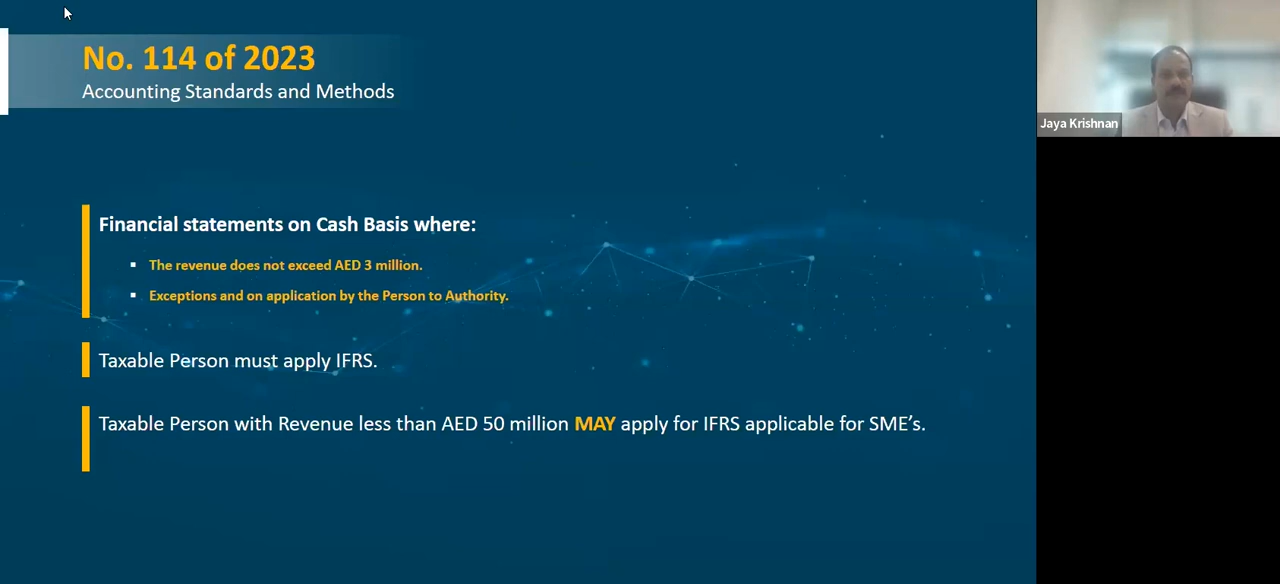 No. 114 of 2023
Accounting Standards and Methods
Jaya Krishnan
Financial statements on Cash Basis where:
The revenue does not exceed AED 3 million.
Exceptions and on application by the Person to Authority.
Taxable Person must apply IFRS.
Taxable Person with Revenue less than AED 50 million MAY apply for IFRS applicable for SME's.